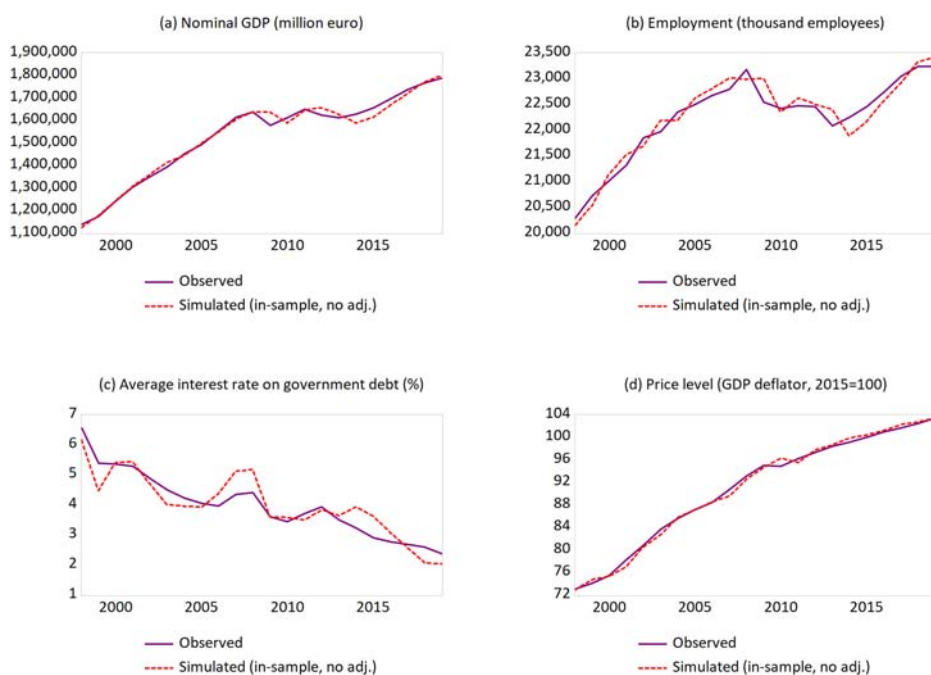 (a) Nominal GDP (million euro)
1,900,000
1,800,000
1,700,000
1,600,000
1,500,000
1,400,000
1,300,000
1,200,000
1,100,000
2000 2005 2010 2015
Observed
Simulated (in-sample, no adj.)
(b) Employment (thousand employees)
23,500
23,000
22,500
22,000
21,500
21,000
20,500
20,000
2000 2005 2010 2015
Observed
Simulated (in-sample, no adj.)
(c) Average interest rate on government debt (%)
7
6
5
4
3
2
1
2000 2005 2010 2015
Observed
Simulated (in-sample, no adj.)
(d) Price level (GDP deflator, 2015=100)
104
100
96
92
88
84
80
76
72
2000 2005 2010 2015
Observed
Simulated (in-sample, no adj.)